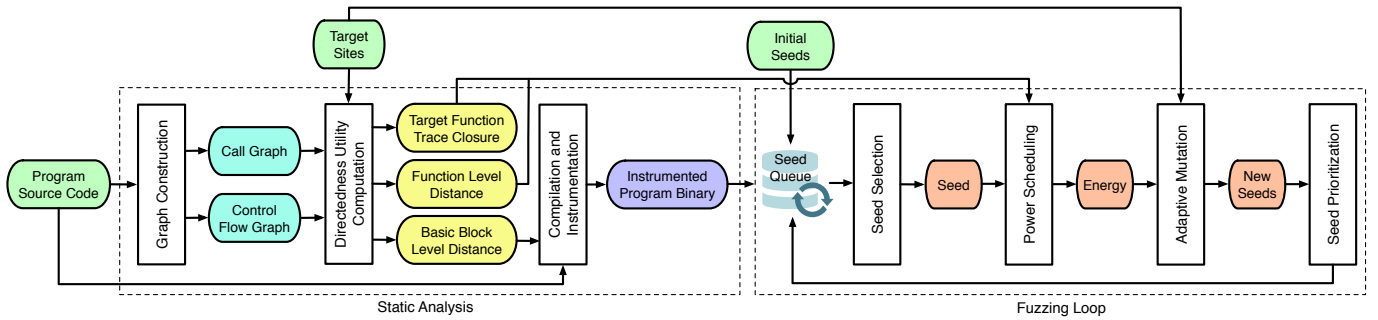 Target
Sites
Initial
Seeds
Program
Source Code
Graph Construction
Call Graph
Control
Flow Graph
Directedness Utility
Computation
Target Function
Trace Closure
Function Level
Distance
Basic Block
Level Distance
Compilation and
Instrumentation
Instrumented
Program Binary
Seed
Queue
Seed Selection
Seed
Power Scheduling
Energy
Adaptive Mutation
New
Seeds
Seed Prioritization
Static Analysis
Fuzzing Loop